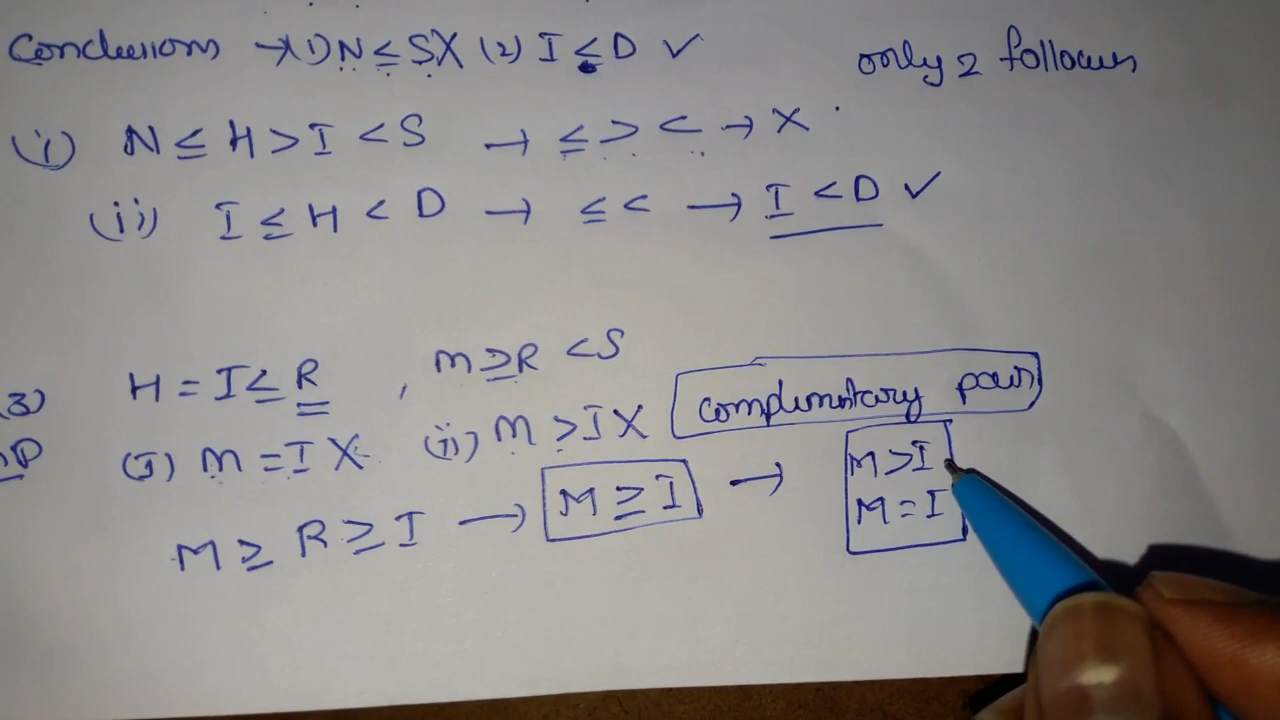 Conclusions → X 1) N ≤ S X (2) I ≤ D ✓ only 2 follows
(i) N ≤ H > I < S → ≤ > < → X
(ii) I ≤ H < D → ≤ < → I < D ✓
(3) H = I ≤ R , M ≥ R < S
(I) M = I X (ii) M > I X complimentary pair
M ≥ R ≥ I → M ≥ I → M > I
M = I